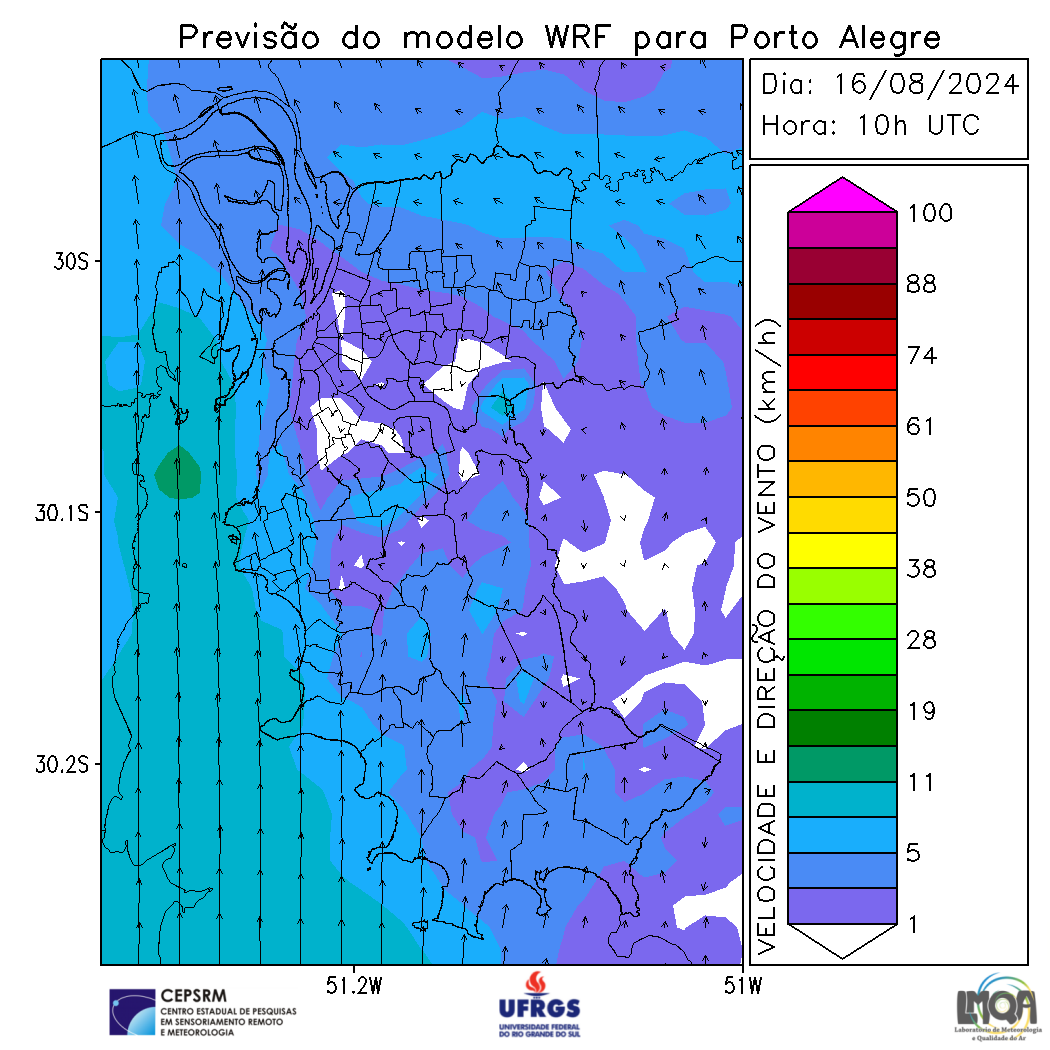 Previsão do modelo WRF para Porto Alegre
Dia: 16/08/2024
Hora: 10h UTC
30S
30.1S
30.2S
51.2W
51W
VELOCIDADE E DIREÇÃO DO VENTO (km/h)
100
88
74
61
50
38
28
19
11
5
1
CEPSRM
CENTRO ESTADUAL DE PESQUISAS
EM SENSORIAMENTO REMOTO
E METEOROLOGIA
UFRGS
UNIVERSIDADE FEDERAL
DO RIO GRANDE DO SUL
LMQA
Laboratório de Meteorologia
e Qualidade do Ar